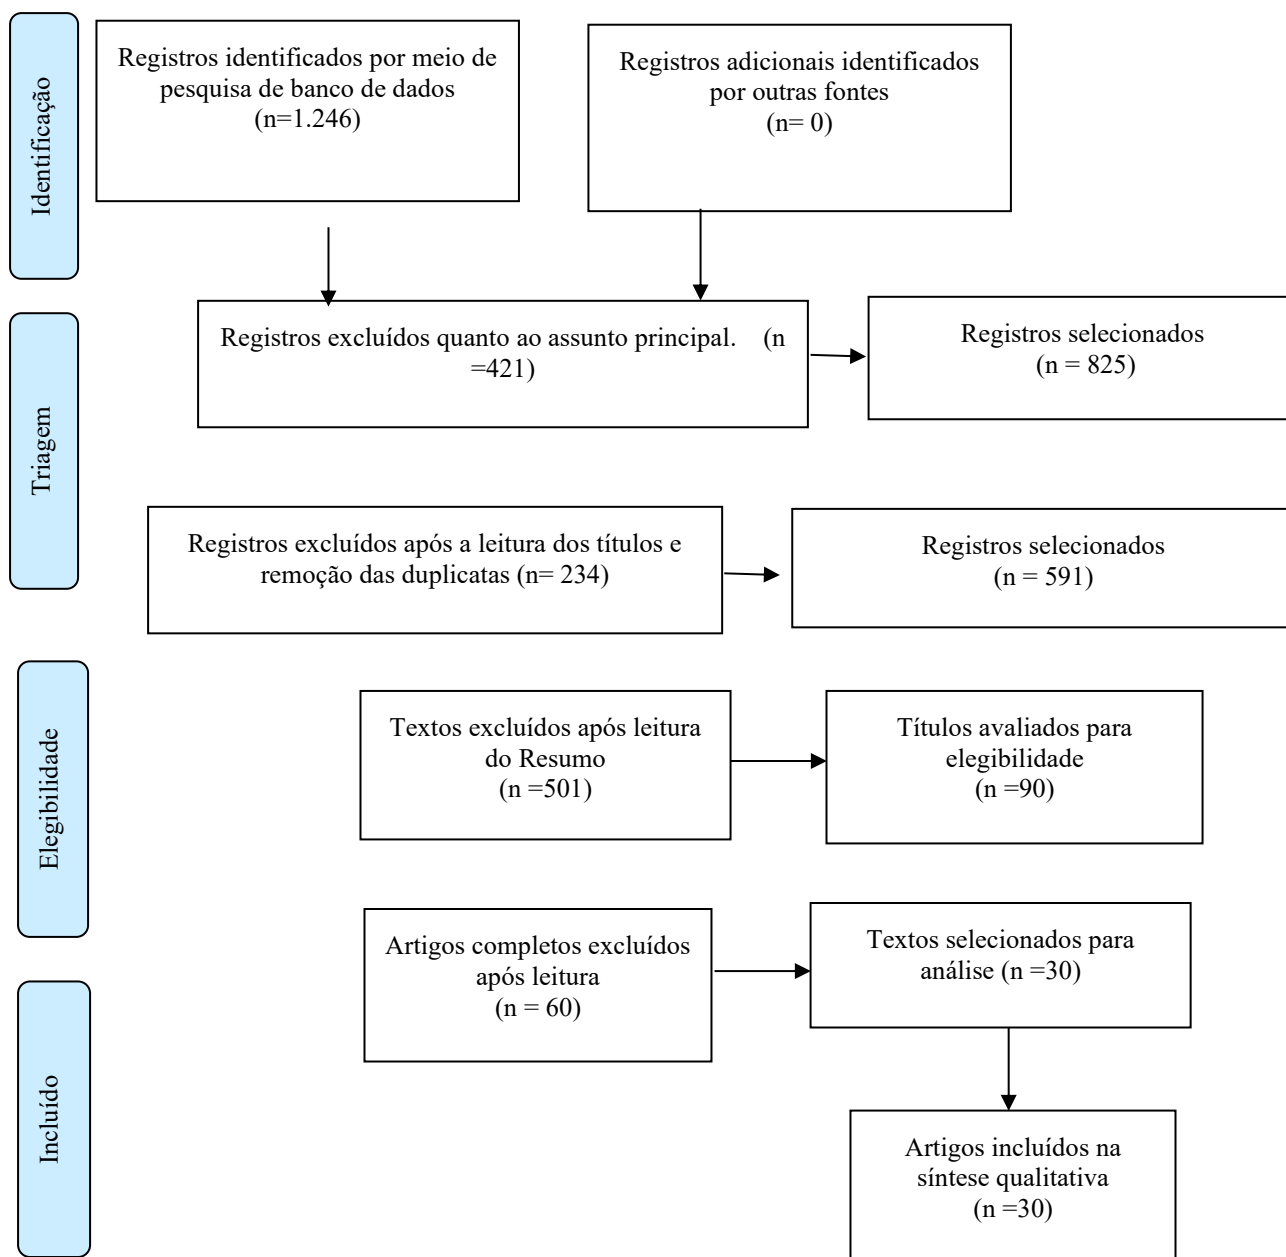 Identificação
Registros identificados por meio de
pesquisa de banco de dados
(n=1.246)
Registros adicionais identificados
por outras fontes
(n= 0)
Triagem
Registros excluídos quanto ao assunto principal. (n
=421)
Registros selecionados
(n = 825)
Registros excluídos após a leitura dos títulos e
remoção das duplicatas (n= 234)
Registros selecionados
(n = 591)
Elegibilidade
Textos excluídos após leitura
do Resumo
(n =501)
Títulos avaliados para
elegibilidade
(n =90)
Artigos completos excluídos
após leitura
(n = 60)
Textos selecionados para
análise (n =30)
Incluído
Artigos incluídos na
síntese qualitativa
(n =30)